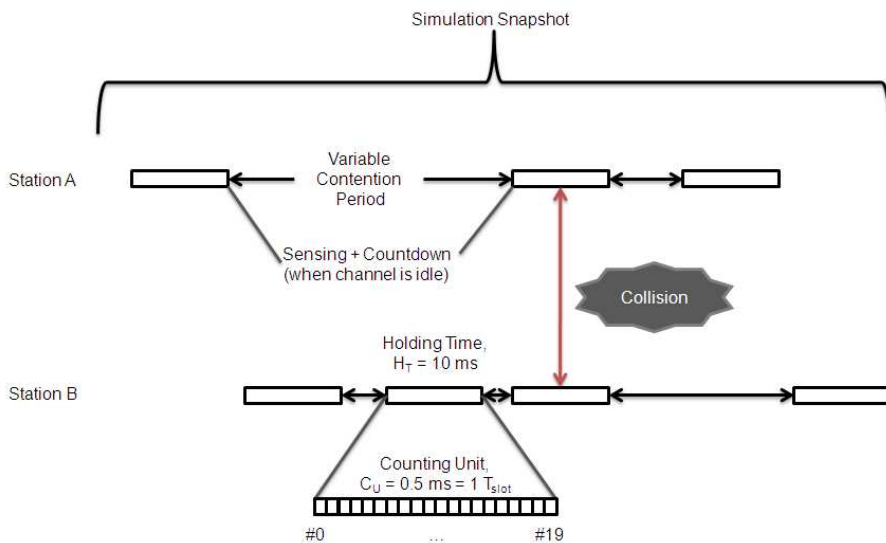 Simulation Snapshot
Station A
Variable
Contention
Period
Sensing + Countdown
(when channel is idle)
Collision
Holding Time,
H_T = 10 ms
Station B
Counting Unit,
C_U = 0.5 ms = 1 T_slot
#0 ... #19